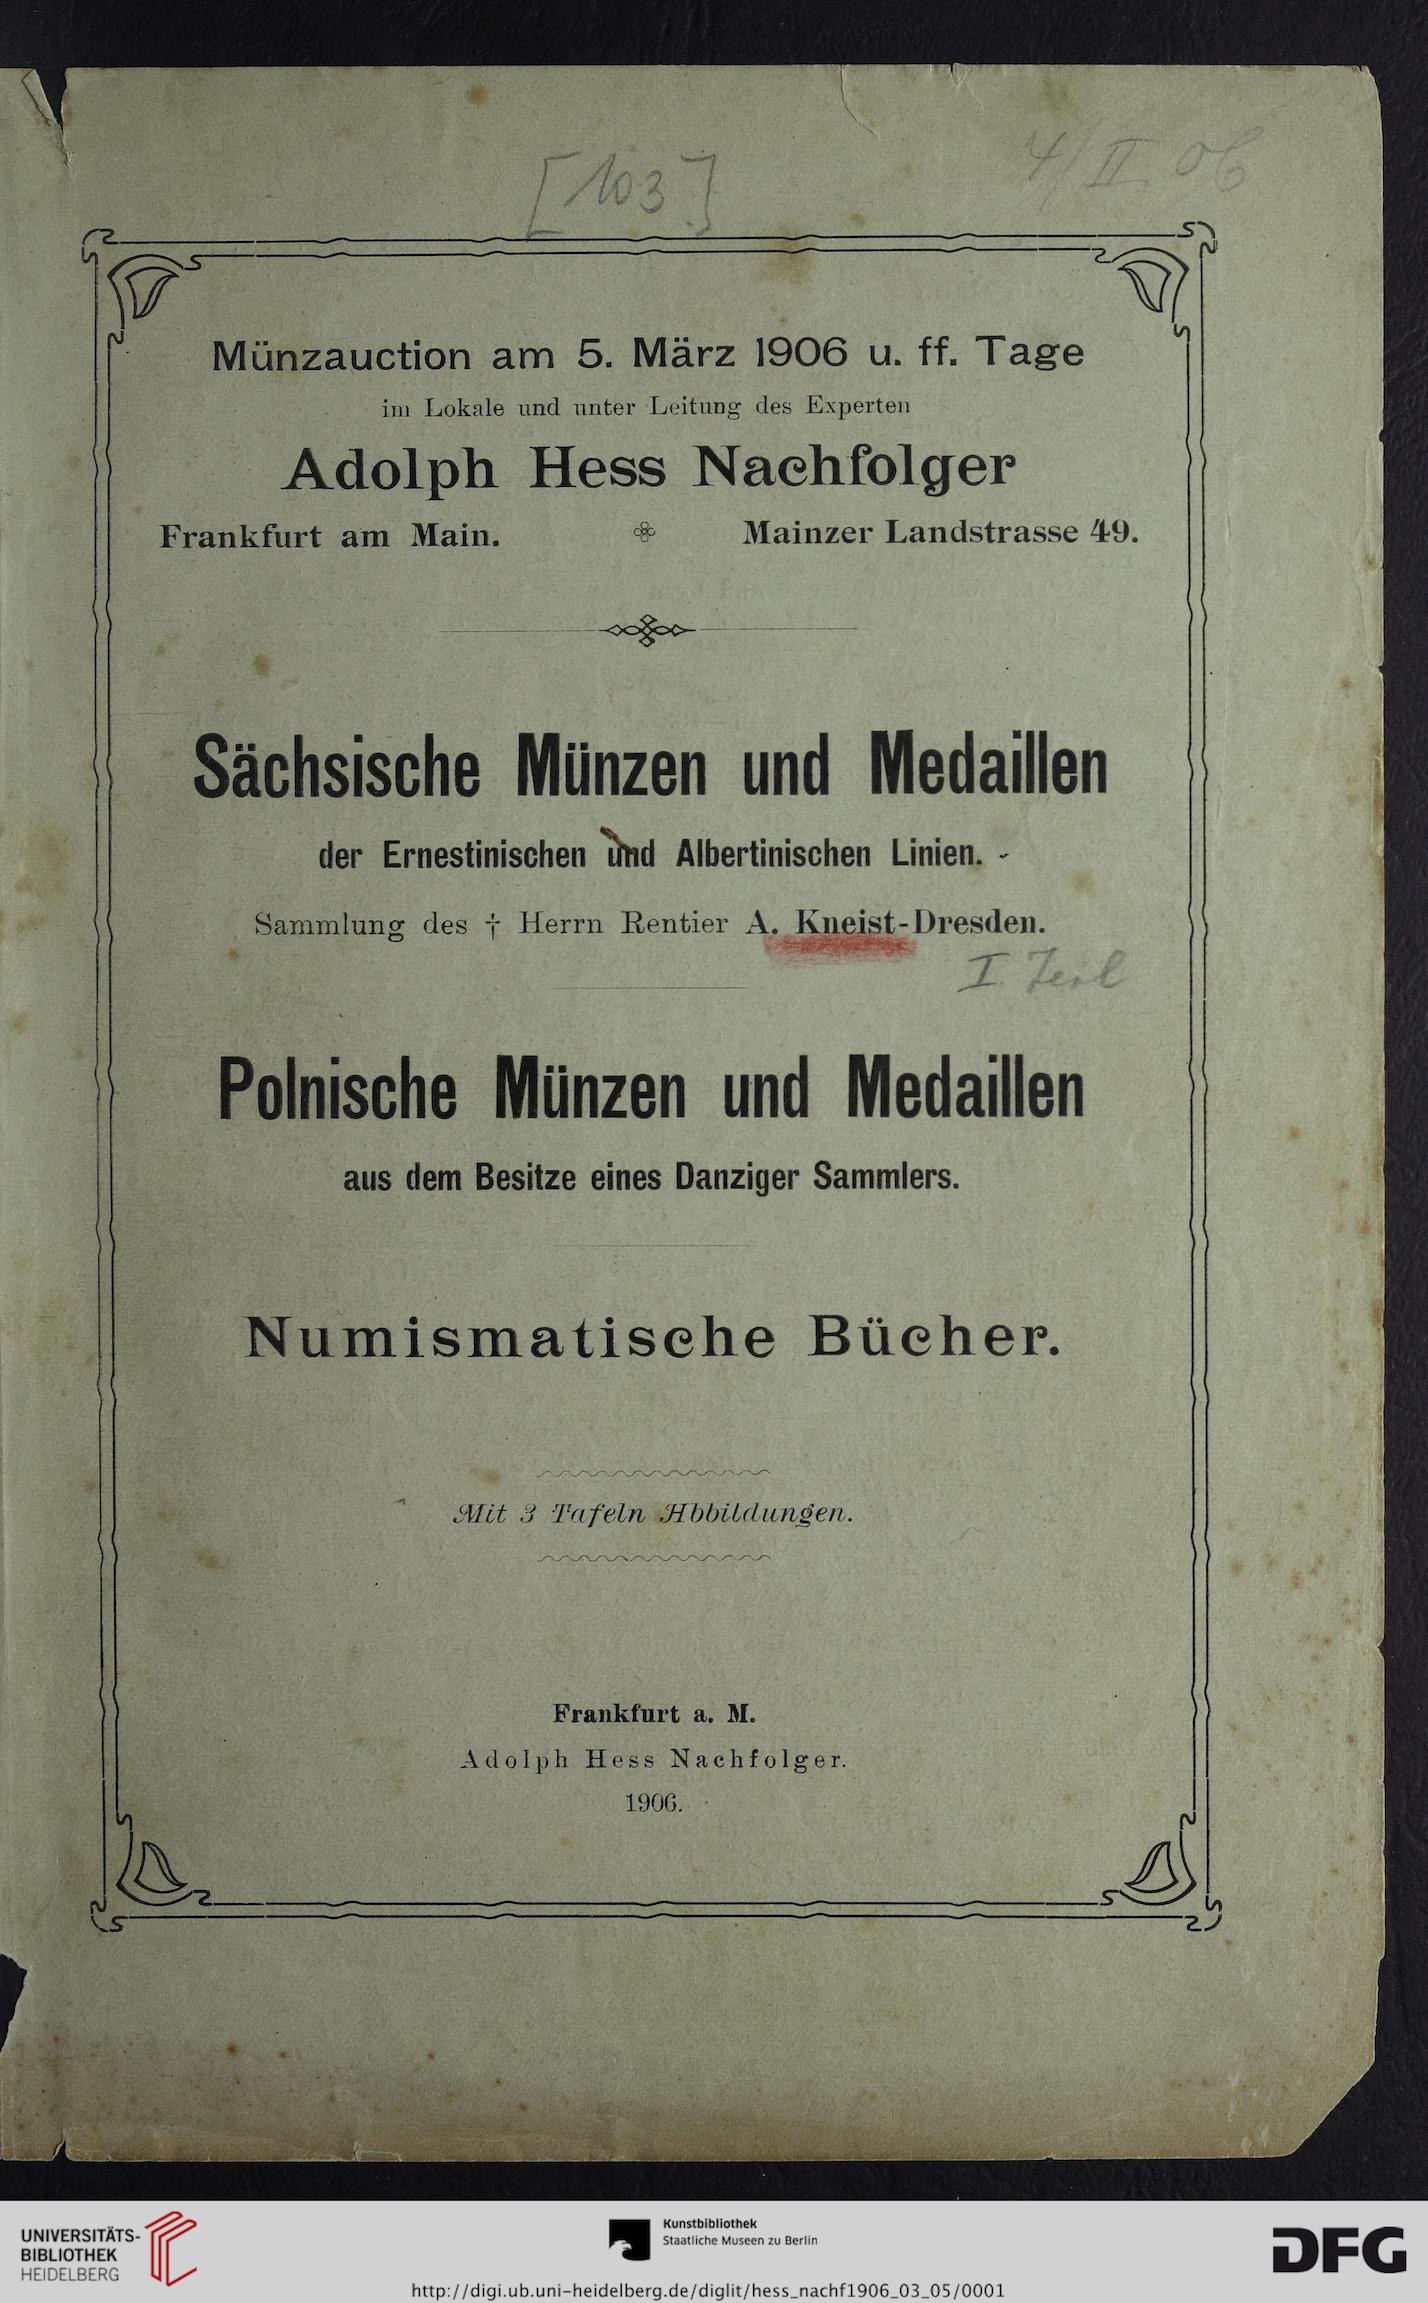 [103]
4/II 06
Münzauction am 5. März 1906 u. ff. Tage
im Lokale und unter Leitung des Experten
Adolph Hess Nachfolger
Frankfurt am Main. Mainzer Landstrasse 49.
Sächsische Münzen und Medaillen
der Ernestinischen und Albertinischen Linien.
Sammlung des † Herrn Rentier A. Kneist-Dresden.
I. Teil
Polnische Münzen und Medaillen
aus dem Besitze eines Danziger Sammlers.
Numismatische Bücher.
Mit 3 Tafeln Abbildungen.
Frankfurt a. M.
Adolph Hess Nachfolger.
1906.
UNIVERSITÄTS-
BIBLIOTHEK
HEIDELBERG
Kunstbibliothek
Staatliche Museen zu Berlin
DFG
http://digi.ub.uni-heidelberg.de/diglit/hess_nachf1906_03_05/0001